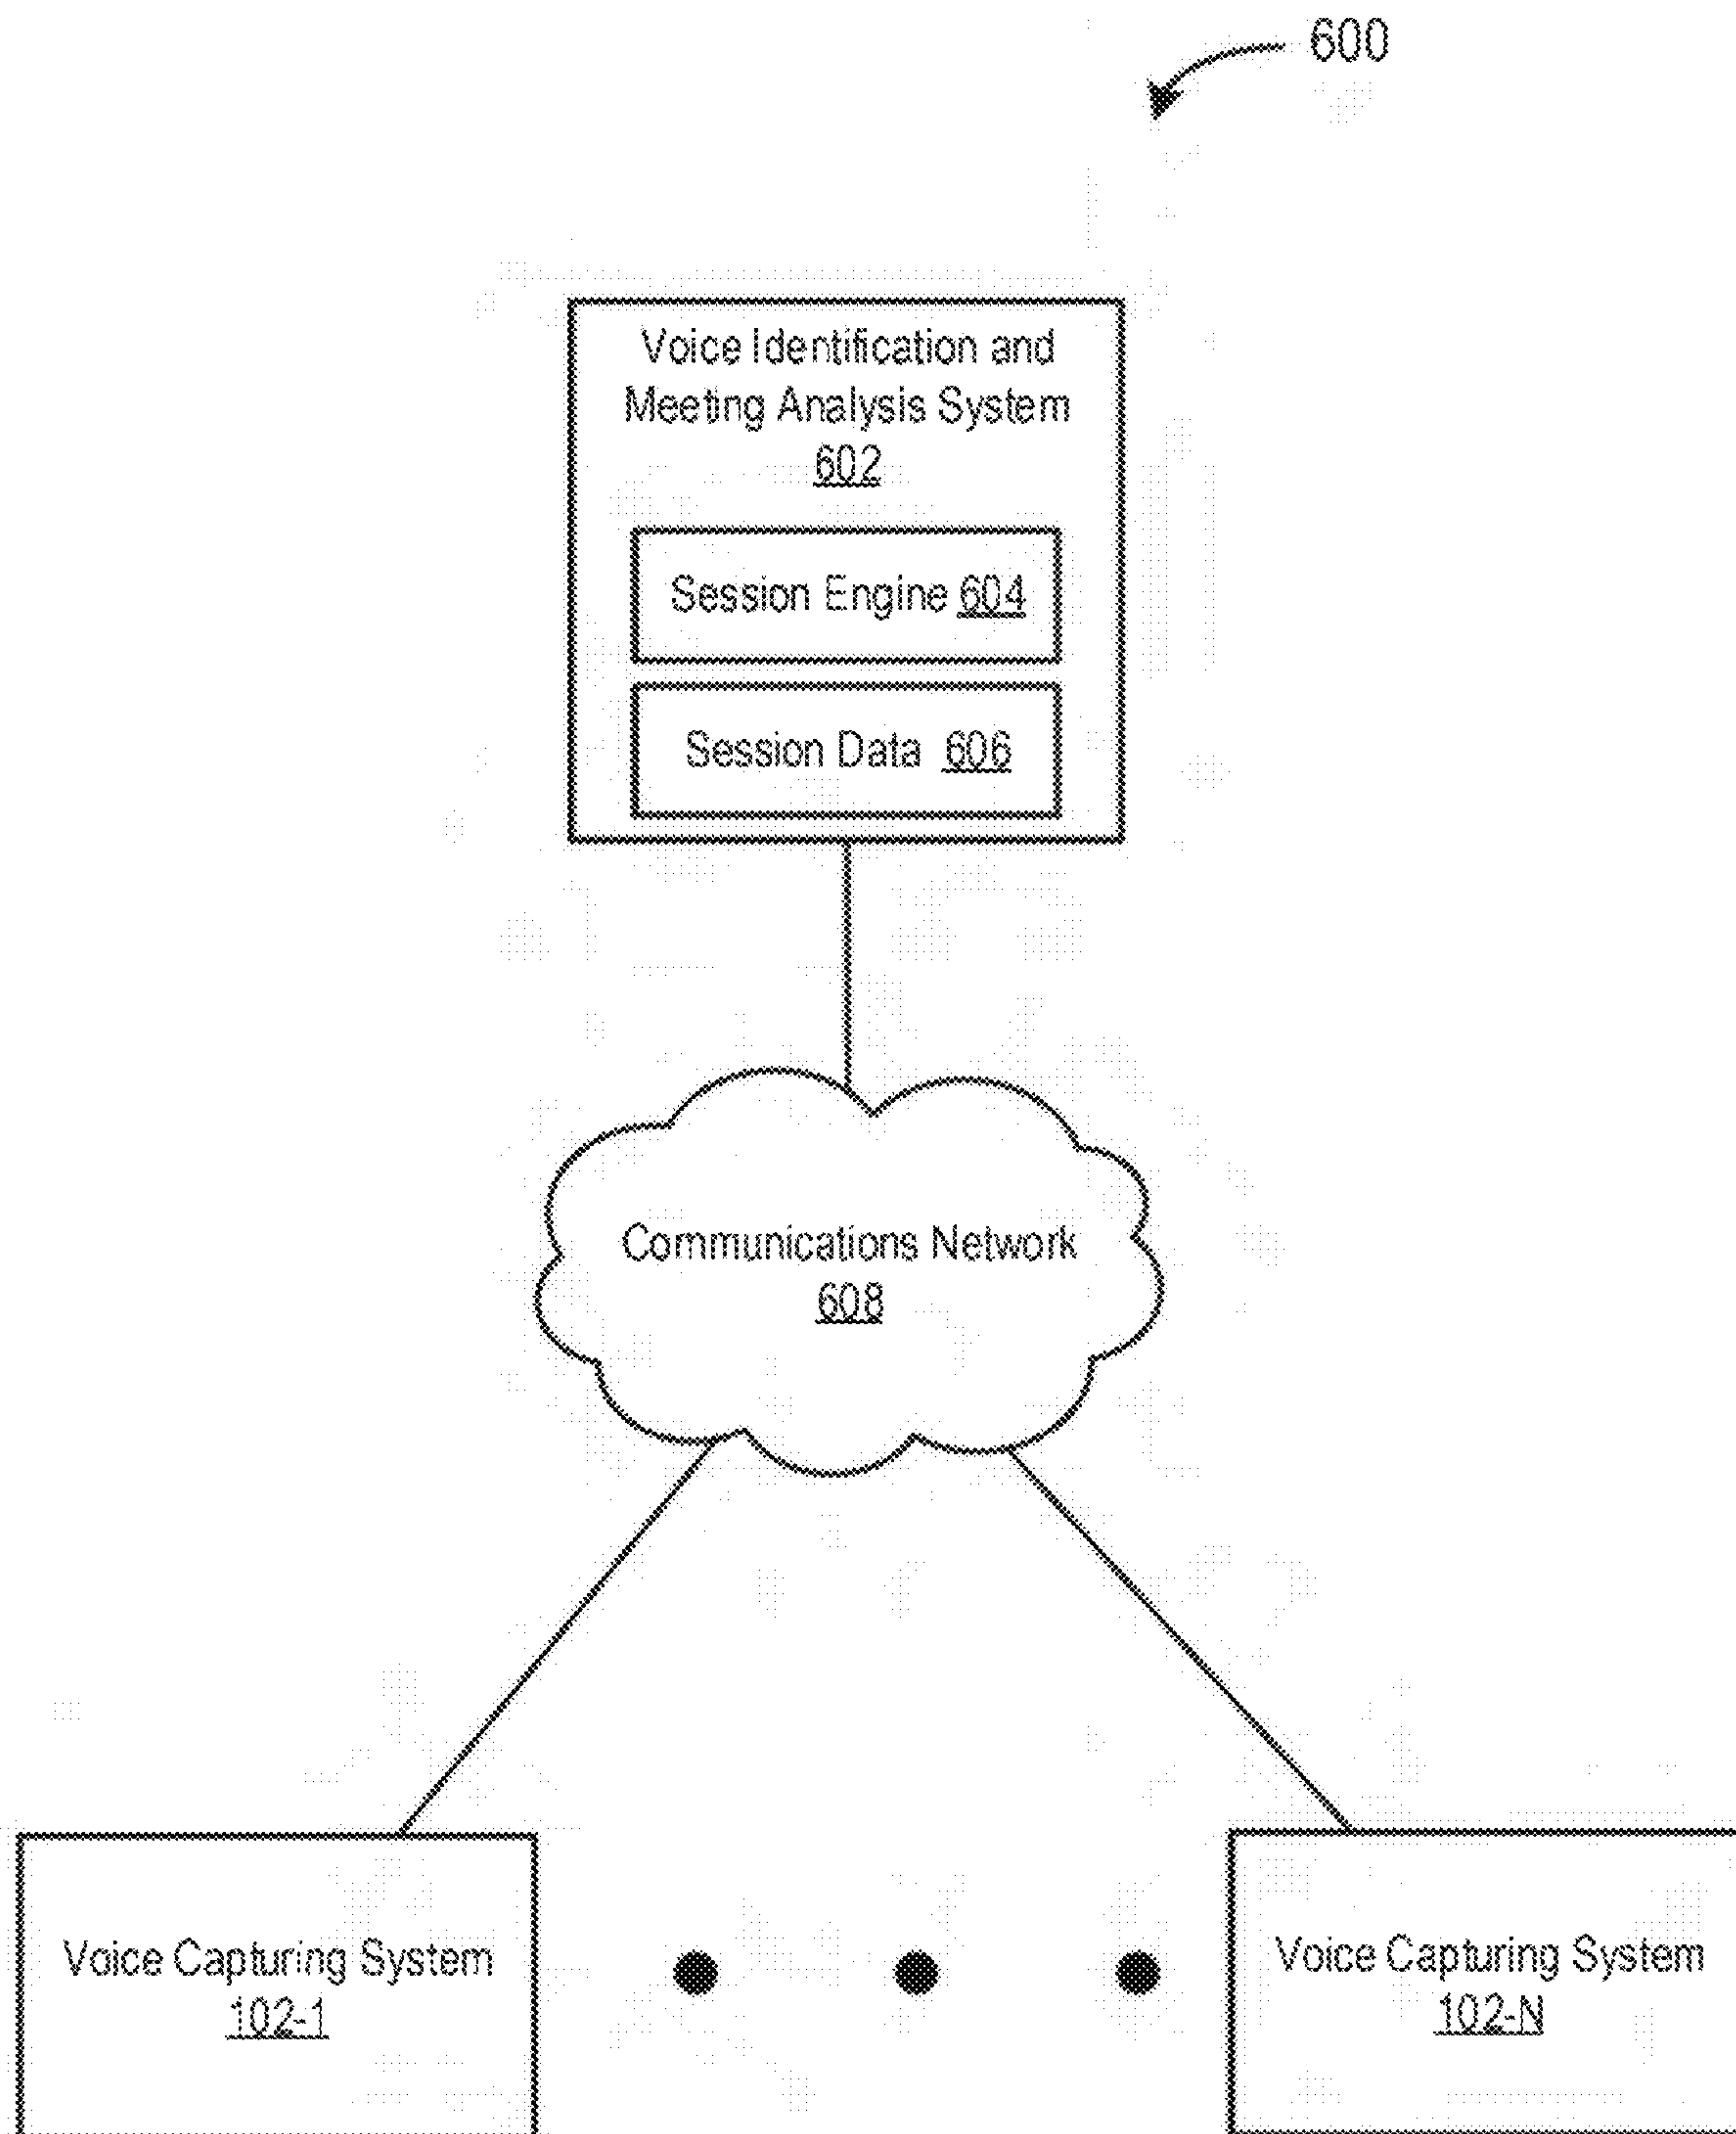 600
Voice Identification and
Meeting Analysis System
602
Session Engine 604
Session Data 606
Communications Network
608
Voice Capturing System
102-1
Voice Capturing System
102-N